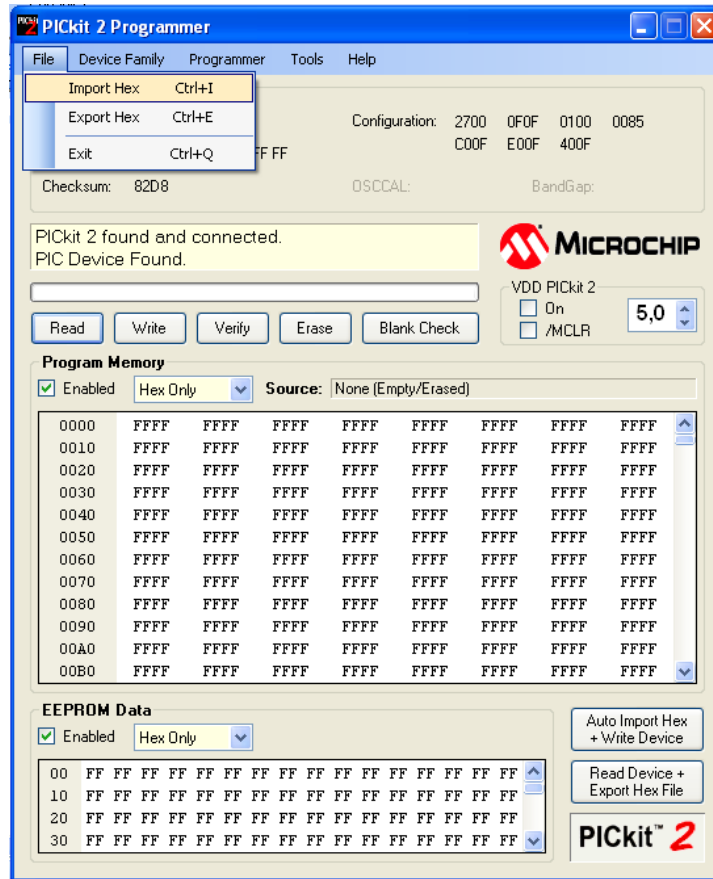 PICkit 2 Programmer
File Device Family Programmer Tools Help
Import Hex Ctrl+I
Export Hex Ctrl+E
Exit Ctrl+Q
Configuration: 2700 0F0F 0100 0085
C00F E00F 400F
FF FF
Checksum: 82D8 OSCCAL: BandGap:
PICkit 2 found and connected.
PIC Device Found.
MICROCHIP
VDD PICkit 2
On
/MCLR
5,0
Read Write Verify Erase Blank Check
Program Memory
Enabled Hex Only Source: None (Empty/Erased)
0000 FFFF FFFF FFFF FFFF FFFF FFFF FFFF FFFF
0010 FFFF FFFF FFFF FFFF FFFF FFFF FFFF FFFF
0020 FFFF FFFF FFFF FFFF FFFF FFFF FFFF FFFF
0030 FFFF FFFF FFFF FFFF FFFF FFFF FFFF FFFF
0040 FFFF FFFF FFFF FFFF FFFF FFFF FFFF FFFF
0050 FFFF FFFF FFFF FFFF FFFF FFFF FFFF FFFF
0060 FFFF FFFF FFFF FFFF FFFF FFFF FFFF FFFF
0070 FFFF FFFF FFFF FFFF FFFF FFFF FFFF FFFF
0080 FFFF FFFF FFFF FFFF FFFF FFFF FFFF FFFF
0090 FFFF FFFF FFFF FFFF FFFF FFFF FFFF FFFF
00A0 FFFF FFFF FFFF FFFF FFFF FFFF FFFF FFFF
00B0 FFFF FFFF FFFF FFFF FFFF FFFF FFFF FFFF
EEPROM Data
Enabled Hex Only
00 FF FF FF FF FF FF FF FF FF FF FF FF FF FF FF FF
10 FF FF FF FF FF FF FF FF FF FF FF FF FF FF FF FF
20 FF FF FF FF FF FF FF FF FF FF FF FF FF FF FF FF
30 FF FF FF FF FF FF FF FF FF FF FF FF FF FF FF FF
Auto Import Hex
+ Write Device
Read Device +
Export Hex File
PICkit™ 2